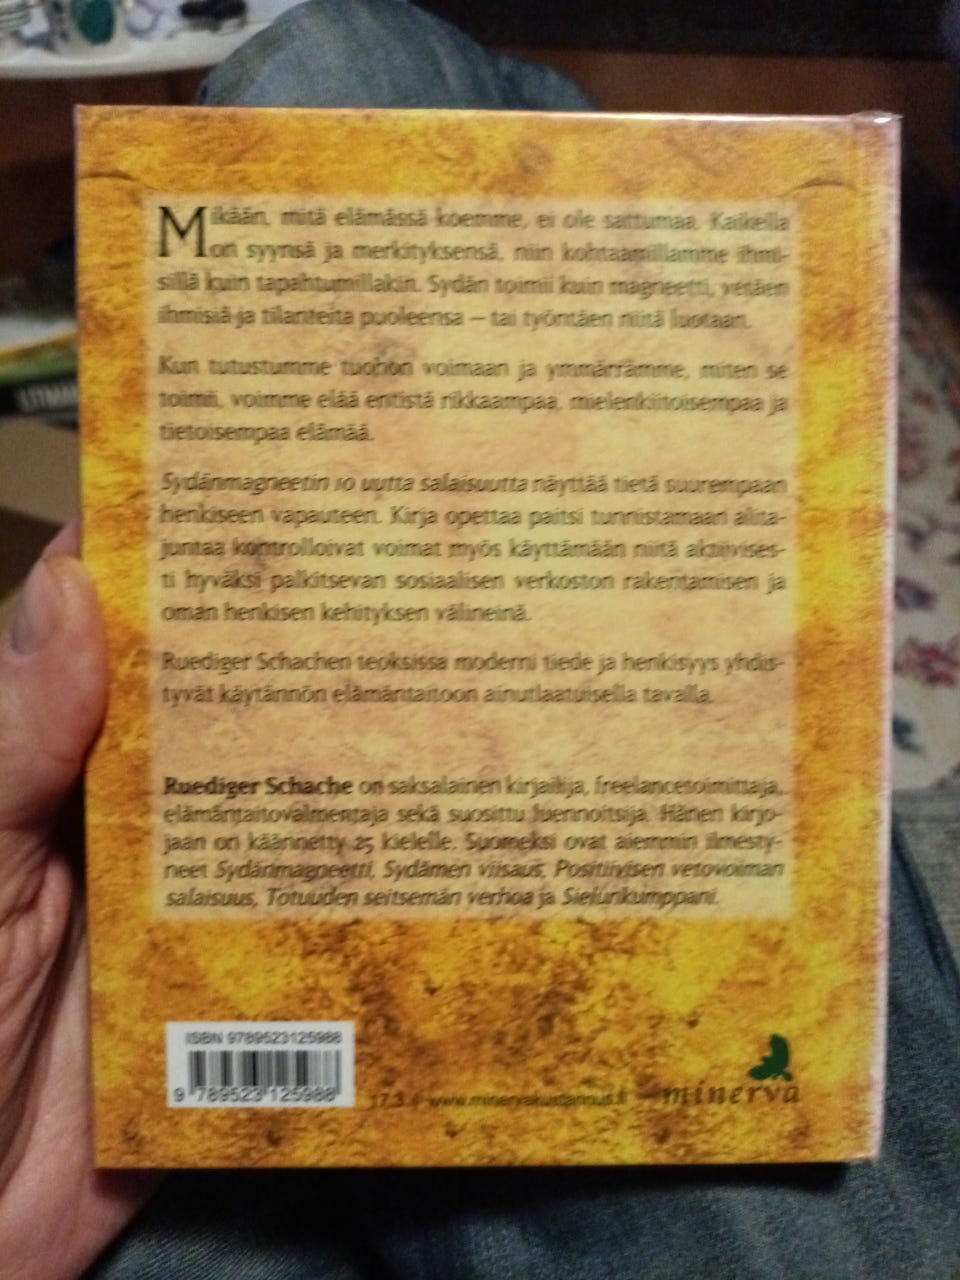 Mikään, mitä elämässä koemme, ei ole sattumaa. Kaikella
on syynsä ja merkityksensä, niin kohtaamillamme ihmi-
sillä kuin tapahtumillakin. Sydän toimii kuin magneetti, vetäen
ihmisiä ja tilanteita puoleensa – tai työntäen niitä luotaan.
Kun tutustumme tuohon voimaan ja ymmärrämme, miten se
toimii, voimme elää entistä rikkaampaa, mielenkiitoisempaa ja
tietoisempaa elämää.
Sydänmagneetin 10 uutta salaisuutta näyttää tietä suurempaan
henkiseen vapauteen. Kirja opettaa paitsi tunnistamaan alita-
juntaa kontrolloivat voimat myös käyttämään niitä aktiivises-
ti hyväksi palkitsevan sosiaalisen verkoston rakentamisen ja
oman henkisen kehityksen välineinä.
Ruediger Schachen teoksissa moderni tiede ja henkisyys yhdis-
tyvät käytännön elämäntaitoon ainutlaatuisella tavalla.
Ruediger Schache on saksalainen kirjailija, freelancetoimittaja,
elämäntaitovalmentaja sekä suosittu luennoitsija. Hänen kirjo-
jaan on käännetty 25 kielelle. Suomeksi ovat aiemmin ilmesty-
neet Sydänmagneetti, Sydämen viisaus, Positiivisen vetovoiman
salaisuus, Totuuden seitsemän verhoa ja Sielunkumppani.
ISBN 9789523125988
9 789523 125988
17.3 www.minervakustannus.fi minerva